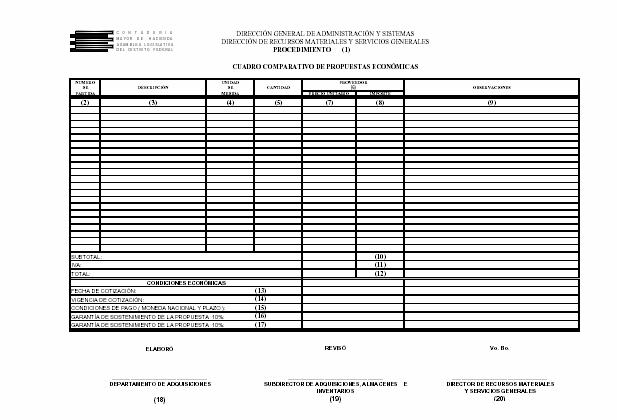 CONTADURIA
MAYOR DE HACIENDA
ASAMBLEA LEGISLATIVA
DEL DISTRITO FEDERAL
DIRECCIÓN GENERAL DE ADMINISTRACIÓN Y SISTEMAS
DIRECCIÓN DE RECURSOS MATERIALES Y SERVICIOS GENERALES
PROCEDIMIENTO (1)
CUADRO COMPARATIVO DE PROPUESTAS ECONÓMICAS
NÚMERO DE PARTIDA DESCRIPCIÓN UNIDAD DE MEDIDA CANTIDAD PROVEEDOR OBSERVACIONES
PRECIO UNITARIO IMPORTE
(2) (3) (4) (5) (7) (8) (9)
SUBTOTAL: (10)
IVA: (11)
TOTAL: (12)
CONDICIONES ECONÓMICAS
FECHA DE COTIZACIÓN: (13)
VIGENCIA DE COTIZACIÓN: (14)
CONDICIONES DE PAGO ( MONEDA NACIONAL Y PLAZO ): (15)
GARANTÍA DE SOSTENIMIENTO DE LA PROPUESTA 10%: (16)
GARANTÍA DE SOSTENIMIENTO DE LA PROPUESTA 10%: (17)
ELABORÓ REVISÓ Vo. Bo.
DEPARTAMENTO DE ADQUISICIONES SUBDIRECTOR DE ADQUISICIONES, ALMACENES E DIRECTOR DE RECURSOS MATERIALES
INVENTARIOS Y SERVICIOS GENERALES
(18) (19) (20)